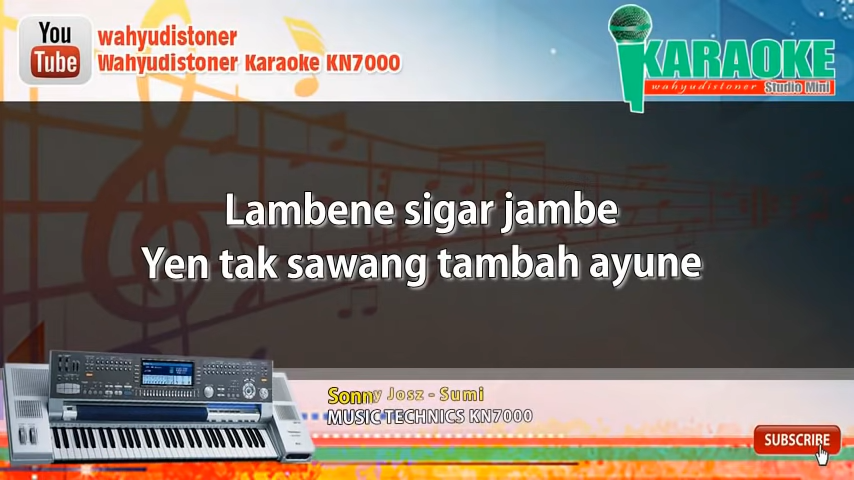 You
Tube
wahyudistoner
Wahyudistoner Karaoke KN7000
KARAOKE
wahyudistoner Studio Mini
Lambene sigar jambe
Yen tak sawang tambah ayune
Sonny Josz - Sumi
MUSIC TECHNICS KN7000
SUBSCRIBE